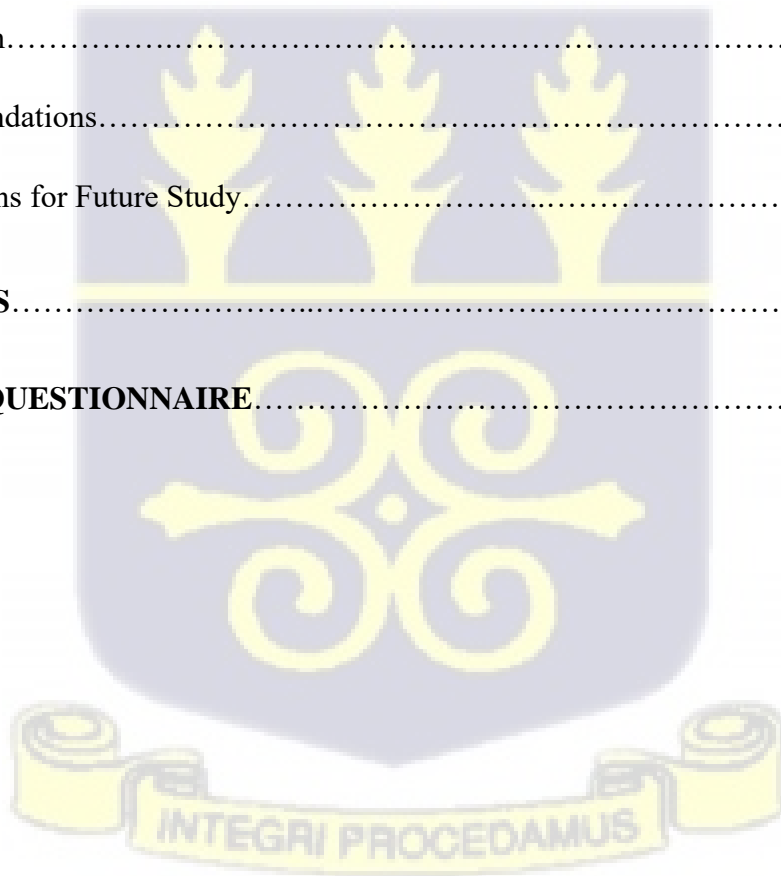 n……………..……………………..……………………………
ndations………………………………..………………………
ns for Future Study………………………..……………………
S……………………..………………….……………………
QUESTIONNAIRE………………………………………………
INTEGRI PROCEDAMUS